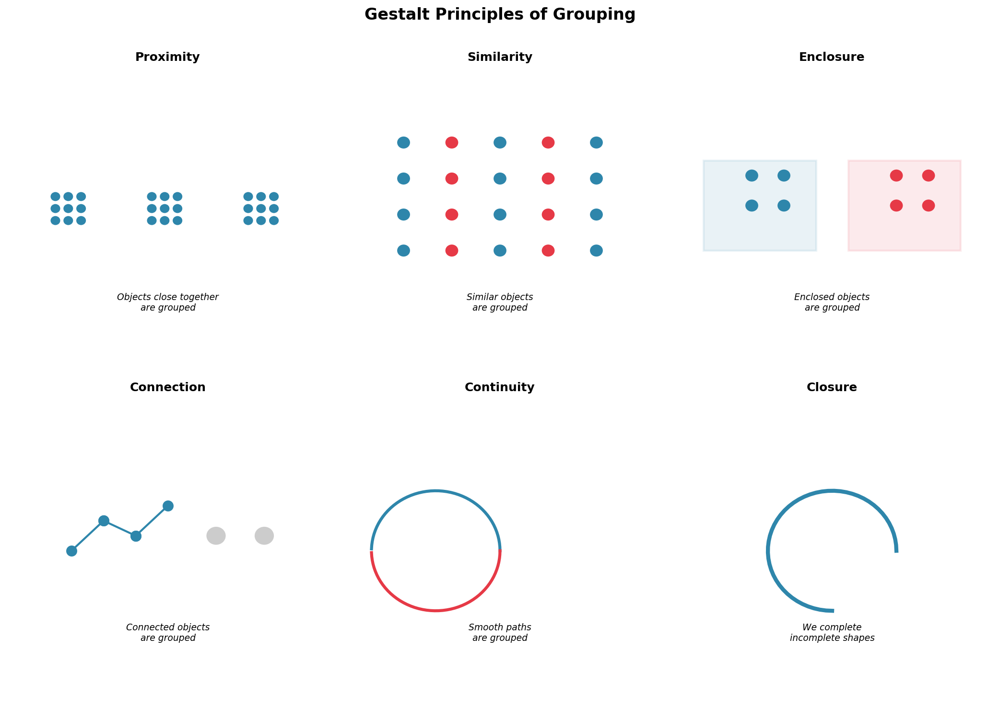 Gestalt Principles of Grouping
Proximity
Similarity
Enclosure
Objects close together
are grouped
Similar objects
are grouped
Enclosed objects
are grouped
Connection
Continuity
Closure
Connected objects
are grouped
Smooth paths
are grouped
We complete
incomplete shapes